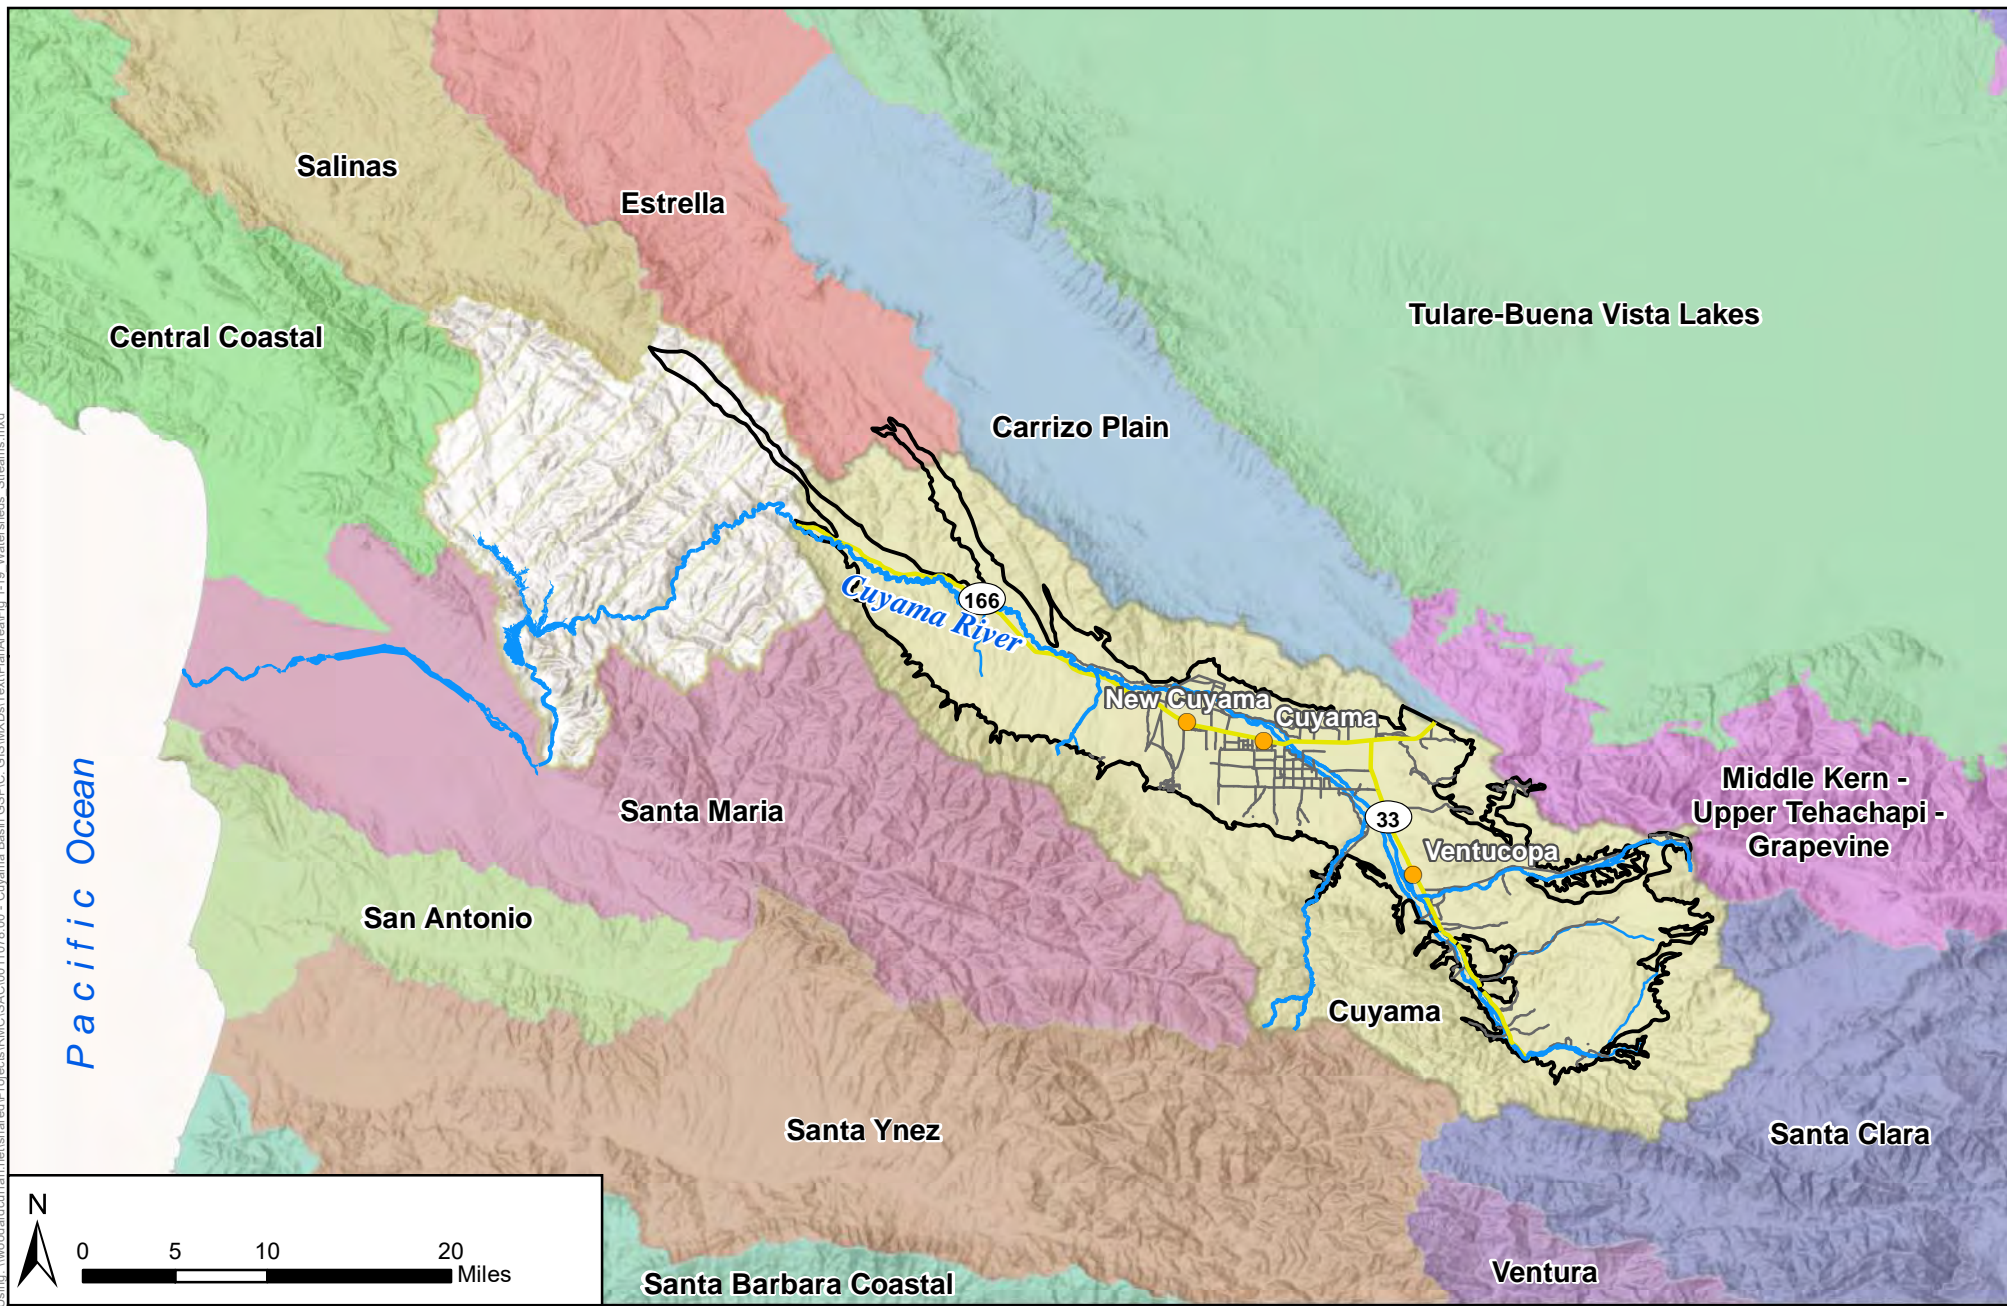 Salinas
Estrella
Central Coastal
Tulare-Buena Vista Lakes
Carrizo Plain
166
Cuyama River
New Cuyama
Cuyama
33
Ventucopa
Middle Kern -
Upper Tehachapi -
Grapevine
Santa Maria
Pacific Ocean
San Antonio
Cuyama
Santa Ynez
Santa Clara
Ventura
Santa Barbara Coastal
N
0 5 10 20
Miles